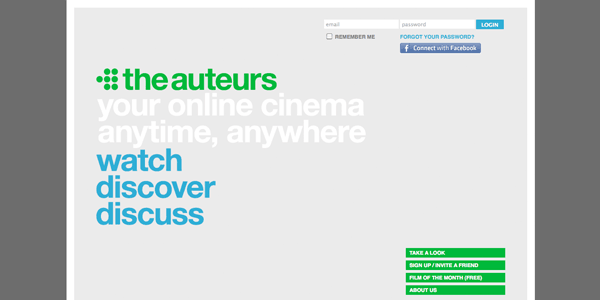 email password LOGIN
REMEMBER ME FORGOT YOUR PASSWORD?
Connect with Facebook
the auteurs
your online cinema
anytime, anywhere
watch
discover
discuss
TAKE A LOOK
SIGN UP / INVITE A FRIEND
FILM OF THE MONTH (FREE)
ABOUT US